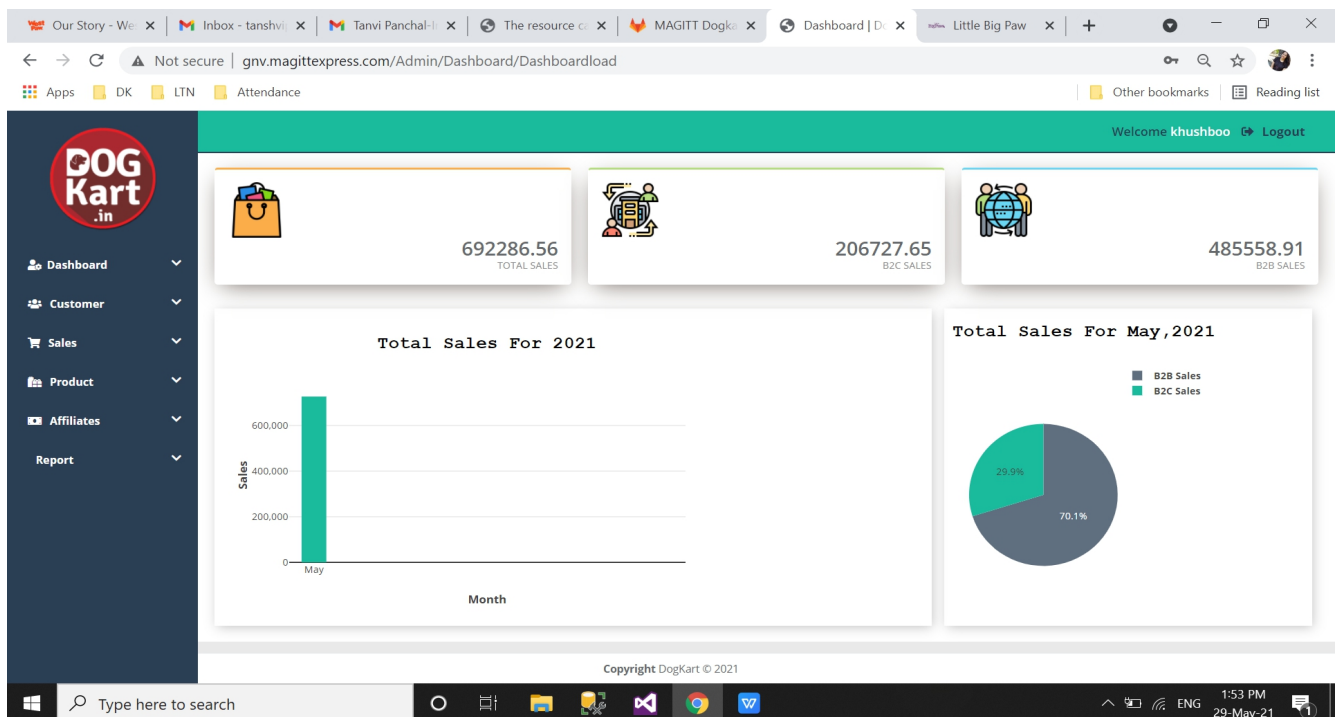 Our Story - We
Inbox - tanshvi
Tanvi Panchal-I
The resource c
MAGITT Dogka
Dashboard | Do
Little Big Paw
Not secure | gnv.magittexpress.com/Admin/Dashboard/Dashboardload
Apps DK LTN Attendance Other bookmarks Reading list
Welcome khushboo Logout
DOG
Kart
.in
Dashboard
Customer
Sales
Product
Affiliates
Report
692286.56
TOTAL SALES
206727.65
B2C SALES
485558.91
B2B SALES
Total Sales For 2021
600,000
400,000
200,000
0
Sales
May
Month
Total Sales For May,2021
B2B Sales
B2C Sales
29.9%
70.1%
Copyright DogKart © 2021
Type here to search
ENG
1:53 PM
29-May-21
1